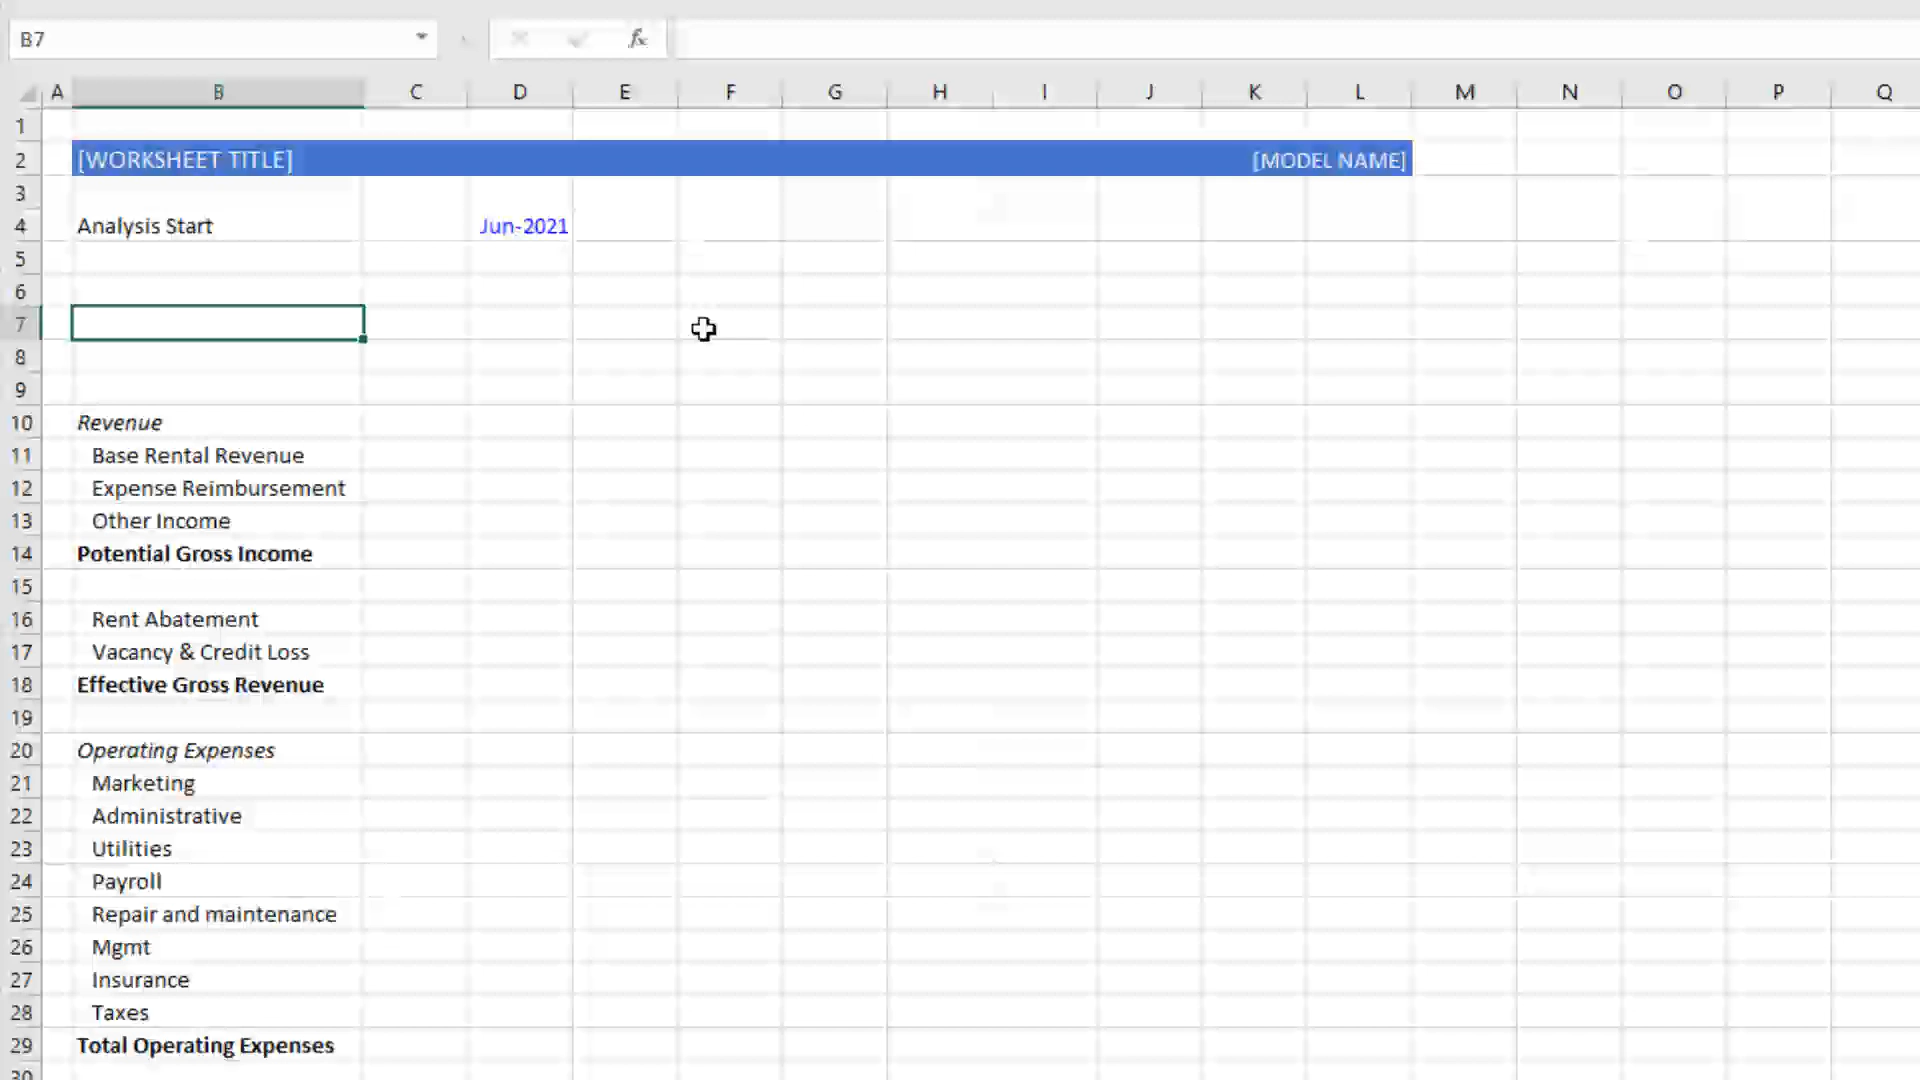 B7
fx
A B C D E F G H I J K L M N O P Q
1
2 [WORKSHEET TITLE] [MODEL NAME]
3
4 Analysis Start Jun-2021
5
6
7
8
9
10 Revenue
11 Base Rental Revenue
12 Expense Reimbursement
13 Other Income
14 Potential Gross Income
15
16 Rent Abatement
17 Vacancy & Credit Loss
18 Effective Gross Revenue
19
20 Operating Expenses
21 Marketing
22 Administrative
23 Utilities
24 Payroll
25 Repair and maintenance
26 Mgmt
27 Insurance
28 Taxes
29 Total Operating Expenses
30